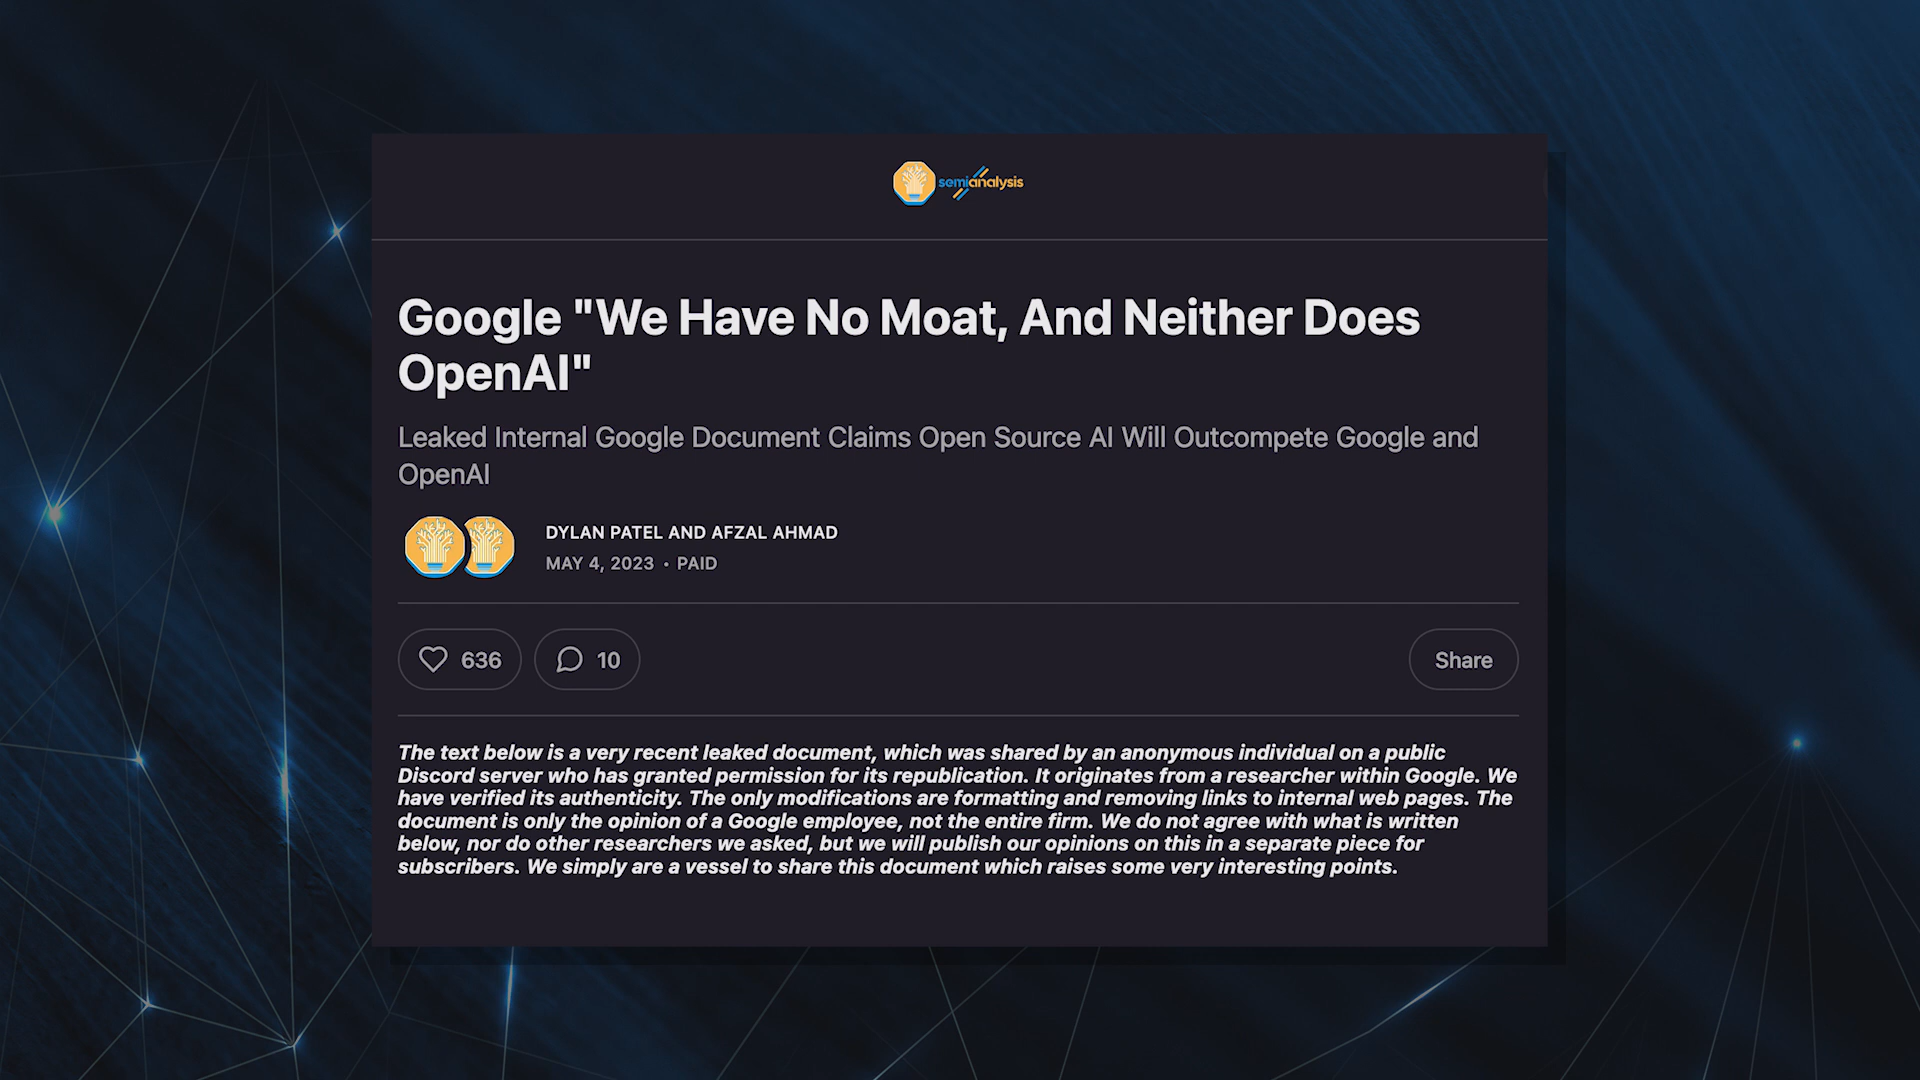 semianalysis
Google "We Have No Moat, And Neither Does
OpenAI"
Leaked Internal Google Document Claims Open Source AI Will Outcompete Google and
OpenAI
DYLAN PATEL AND AFZAL AHMAD
MAY 4, 2023 • PAID
636 10 Share
The text below is a very recent leaked document, which was shared by an anonymous individual on a public
Discord server who has granted permission for its republication. It originates from a researcher within Google. We
have verified its authenticity. The only modifications are formatting and removing links to internal web pages. The
document is only the opinion of a Google employee, not the entire firm. We do not agree with what is written
below, nor do other researchers we asked, but we will publish our opinions on this in a separate piece for
subscribers. We simply are a vessel to share this document which raises some very interesting points.